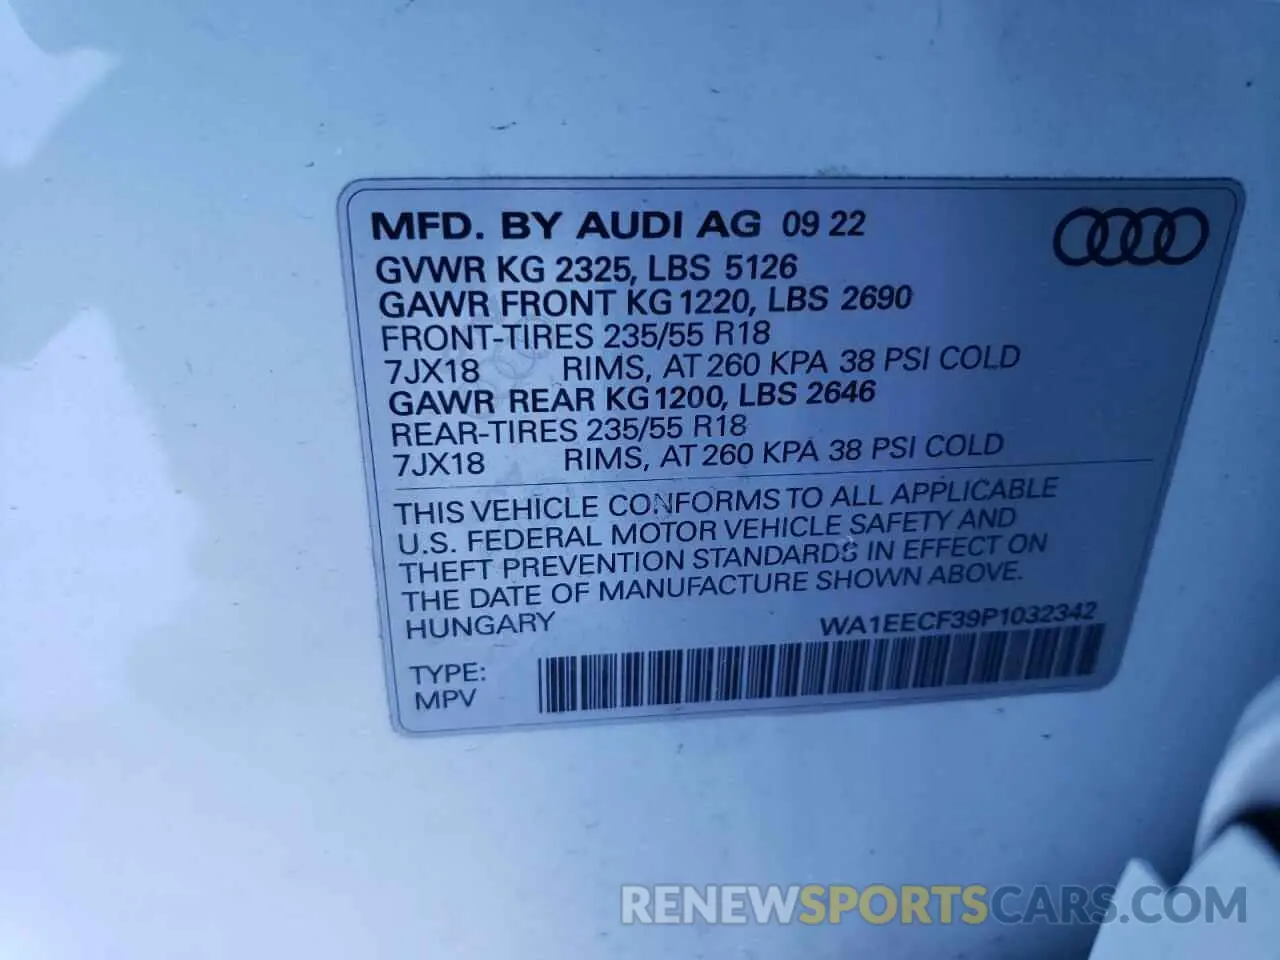 MFD. BY AUDI AG 09 22
GVWR KG 2325, LBS 5126
GAWR FRONT KG 1220, LBS 2690
FRONT-TIRES 235/55 R18
7JX18 RIMS, AT 260 KPA 38 PSI COLD
GAWR REAR KG 1200, LBS 2646
REAR-TIRES 235/55 R18
7JX18 RIMS, AT 260 KPA 38 PSI COLD
THIS VEHICLE CONFORMS TO ALL APPLICABLE
U.S. FEDERAL MOTOR VEHICLE SAFETY AND
THEFT PREVENTION STANDARDS IN EFFECT ON
THE DATE OF MANUFACTURE SHOWN ABOVE.
HUNGARY WA1EECF39P1032342
TYPE:
MPV
RENEWSPORTSCARS.COM